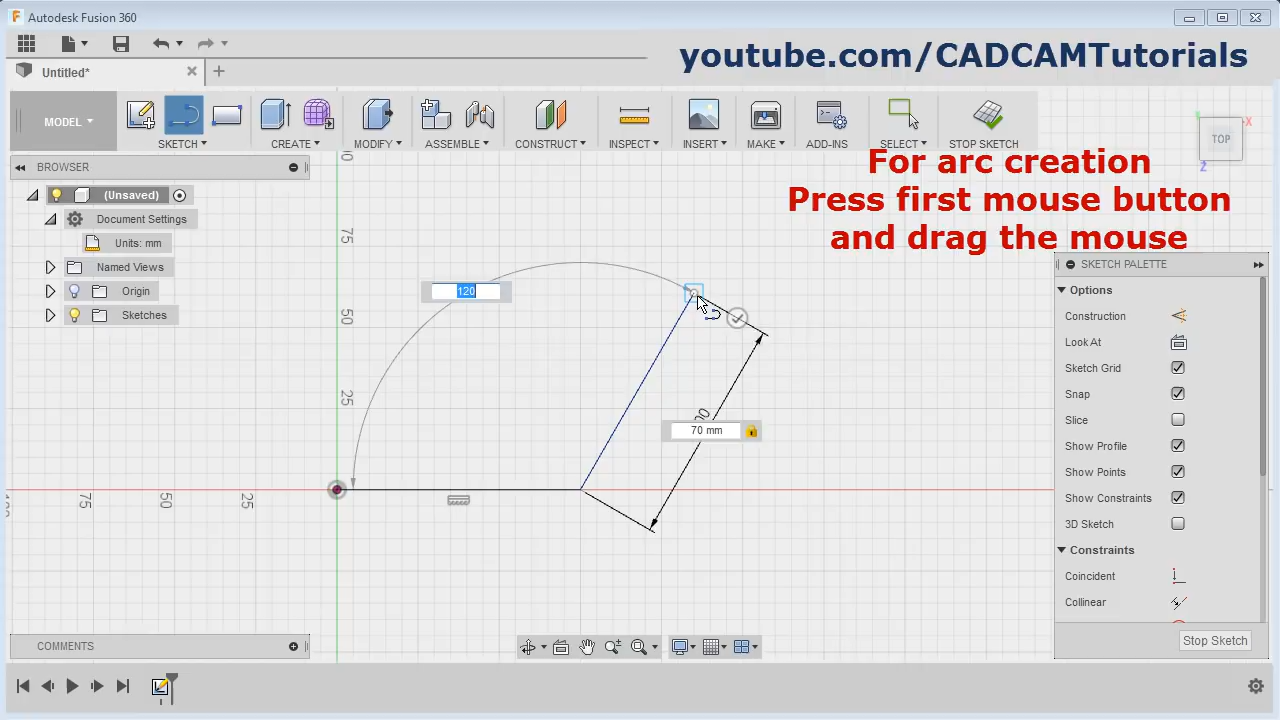 Autodesk Fusion 360
youtube.com/CADCAMTutorials
Untitled*
MODEL
SKETCH
CREATE
MODIFY
ASSEMBLE
CONSTRUCT
INSPECT
INSERT
MAKE
ADD-INS
SELECT
STOP SKETCH
TOP
X
Z
For arc creation
Press first mouse button
and drag the mouse
BROWSER
(Unsaved)
Document Settings
Units: mm
Named Views
Origin
Sketches
75
50
25
120
70 mm
75
50
25
SKETCH PALETTE
Options
Construction
Look At
Sketch Grid
Snap
Slice
Show Profile
Show Points
Show Constraints
3D Sketch
Constraints
Coincident
Collinear
Stop Sketch
COMMENTS